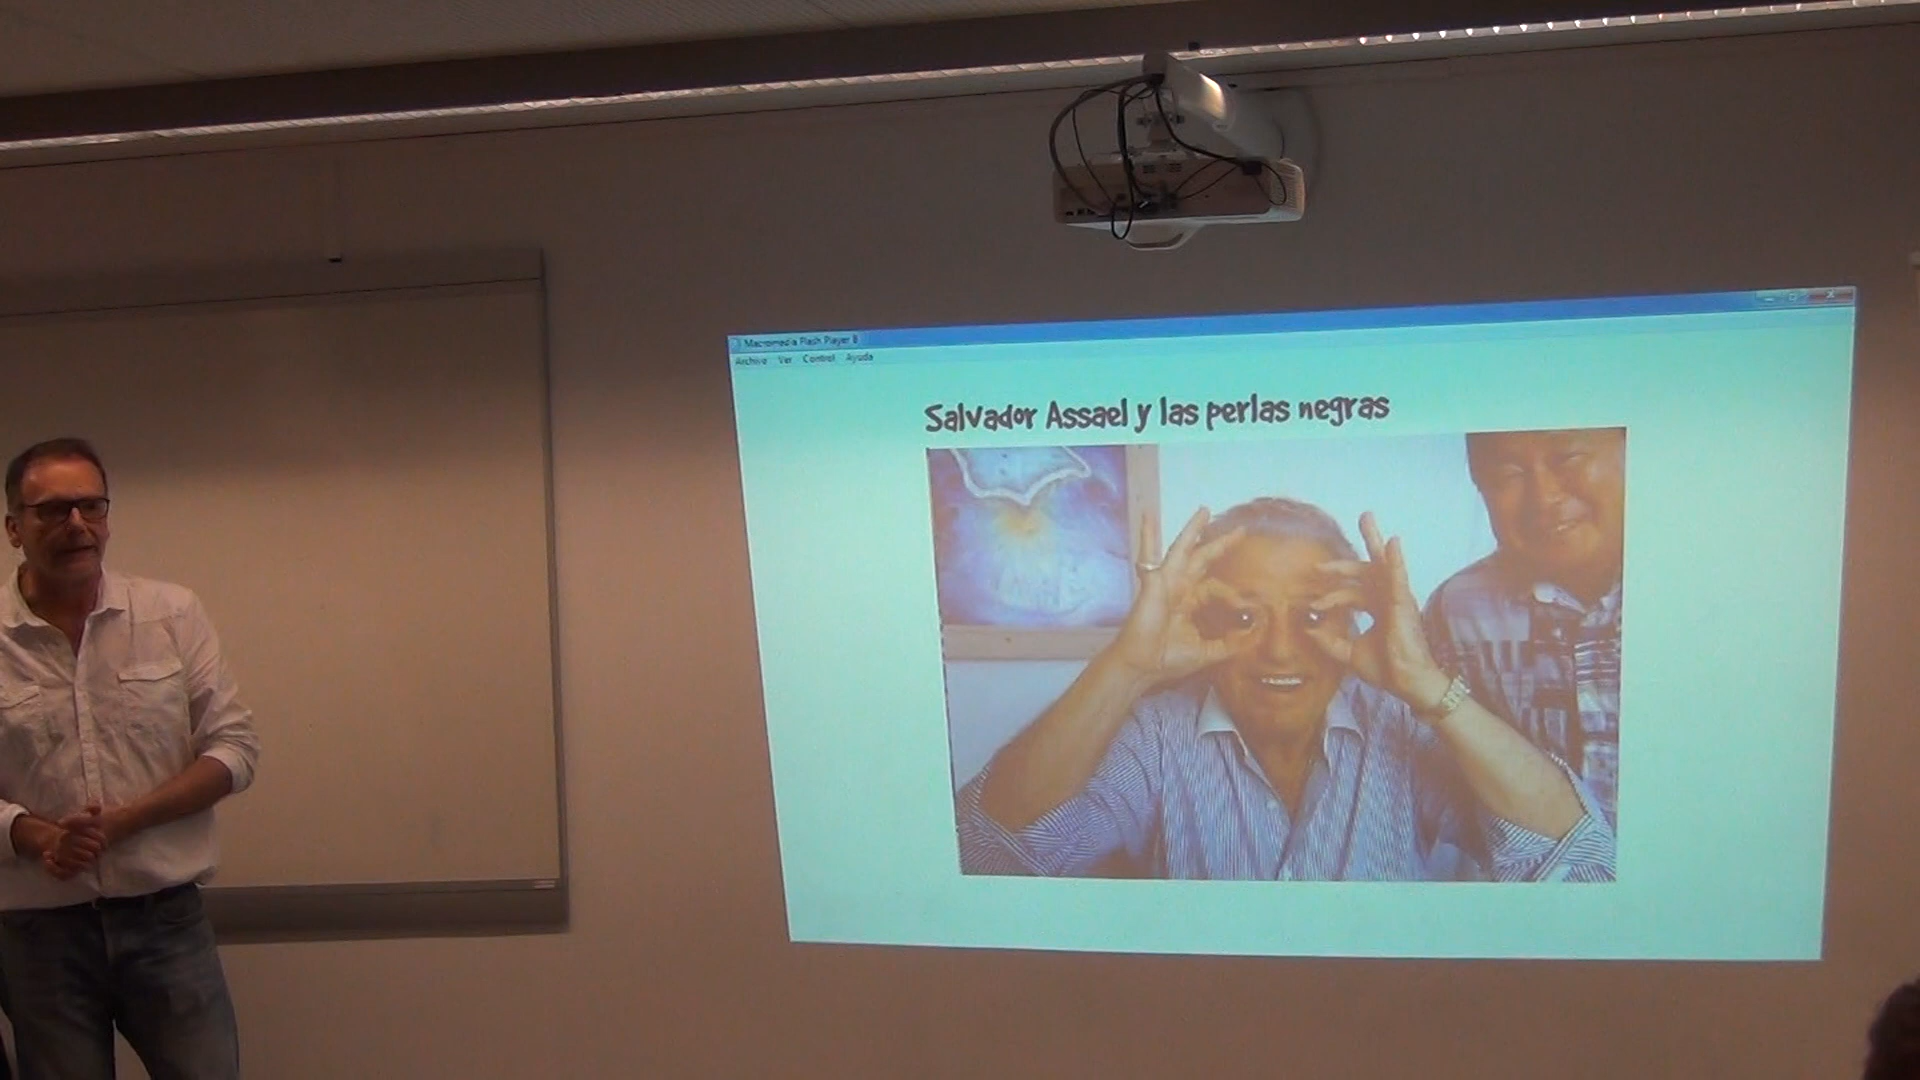 Macromedia Flash Player 8
Archivo Ver Control Ayuda
Salvador Assael y las perlas negras